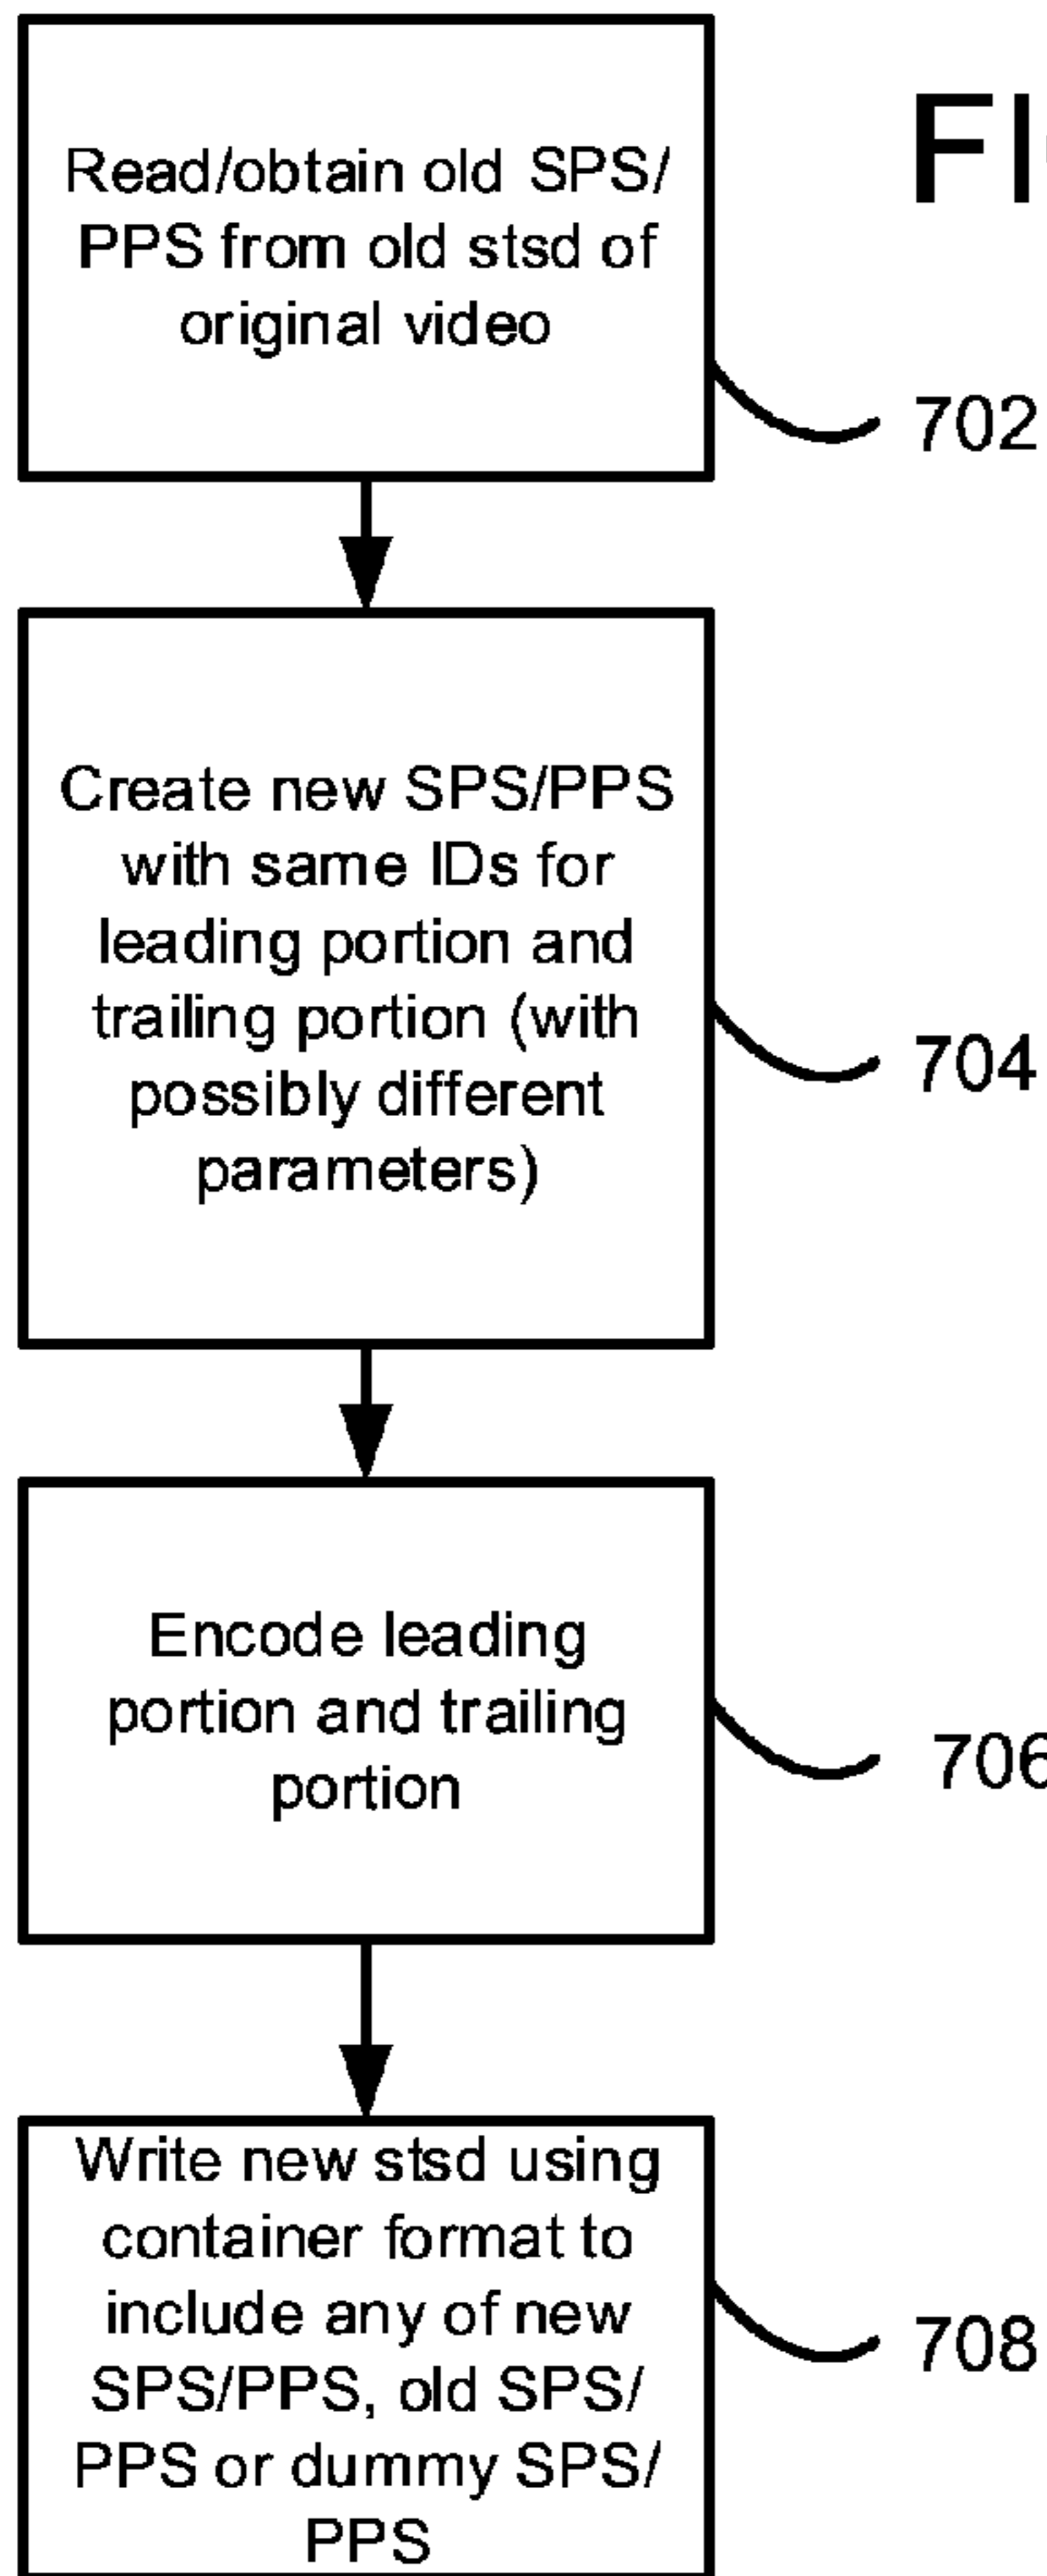 Read/obtain old SPS/
PPS from old stsd of
original video
702
Create new SPS/PPS
with same IDs for
leading portion and
trailing portion (with
possibly different
parameters)
704
Encode leading
portion and trailing
portion
706
Write new stsd using
container format to
include any of new
SPS/PPS, old SPS/
PPS or dummy SPS/
PPS
708